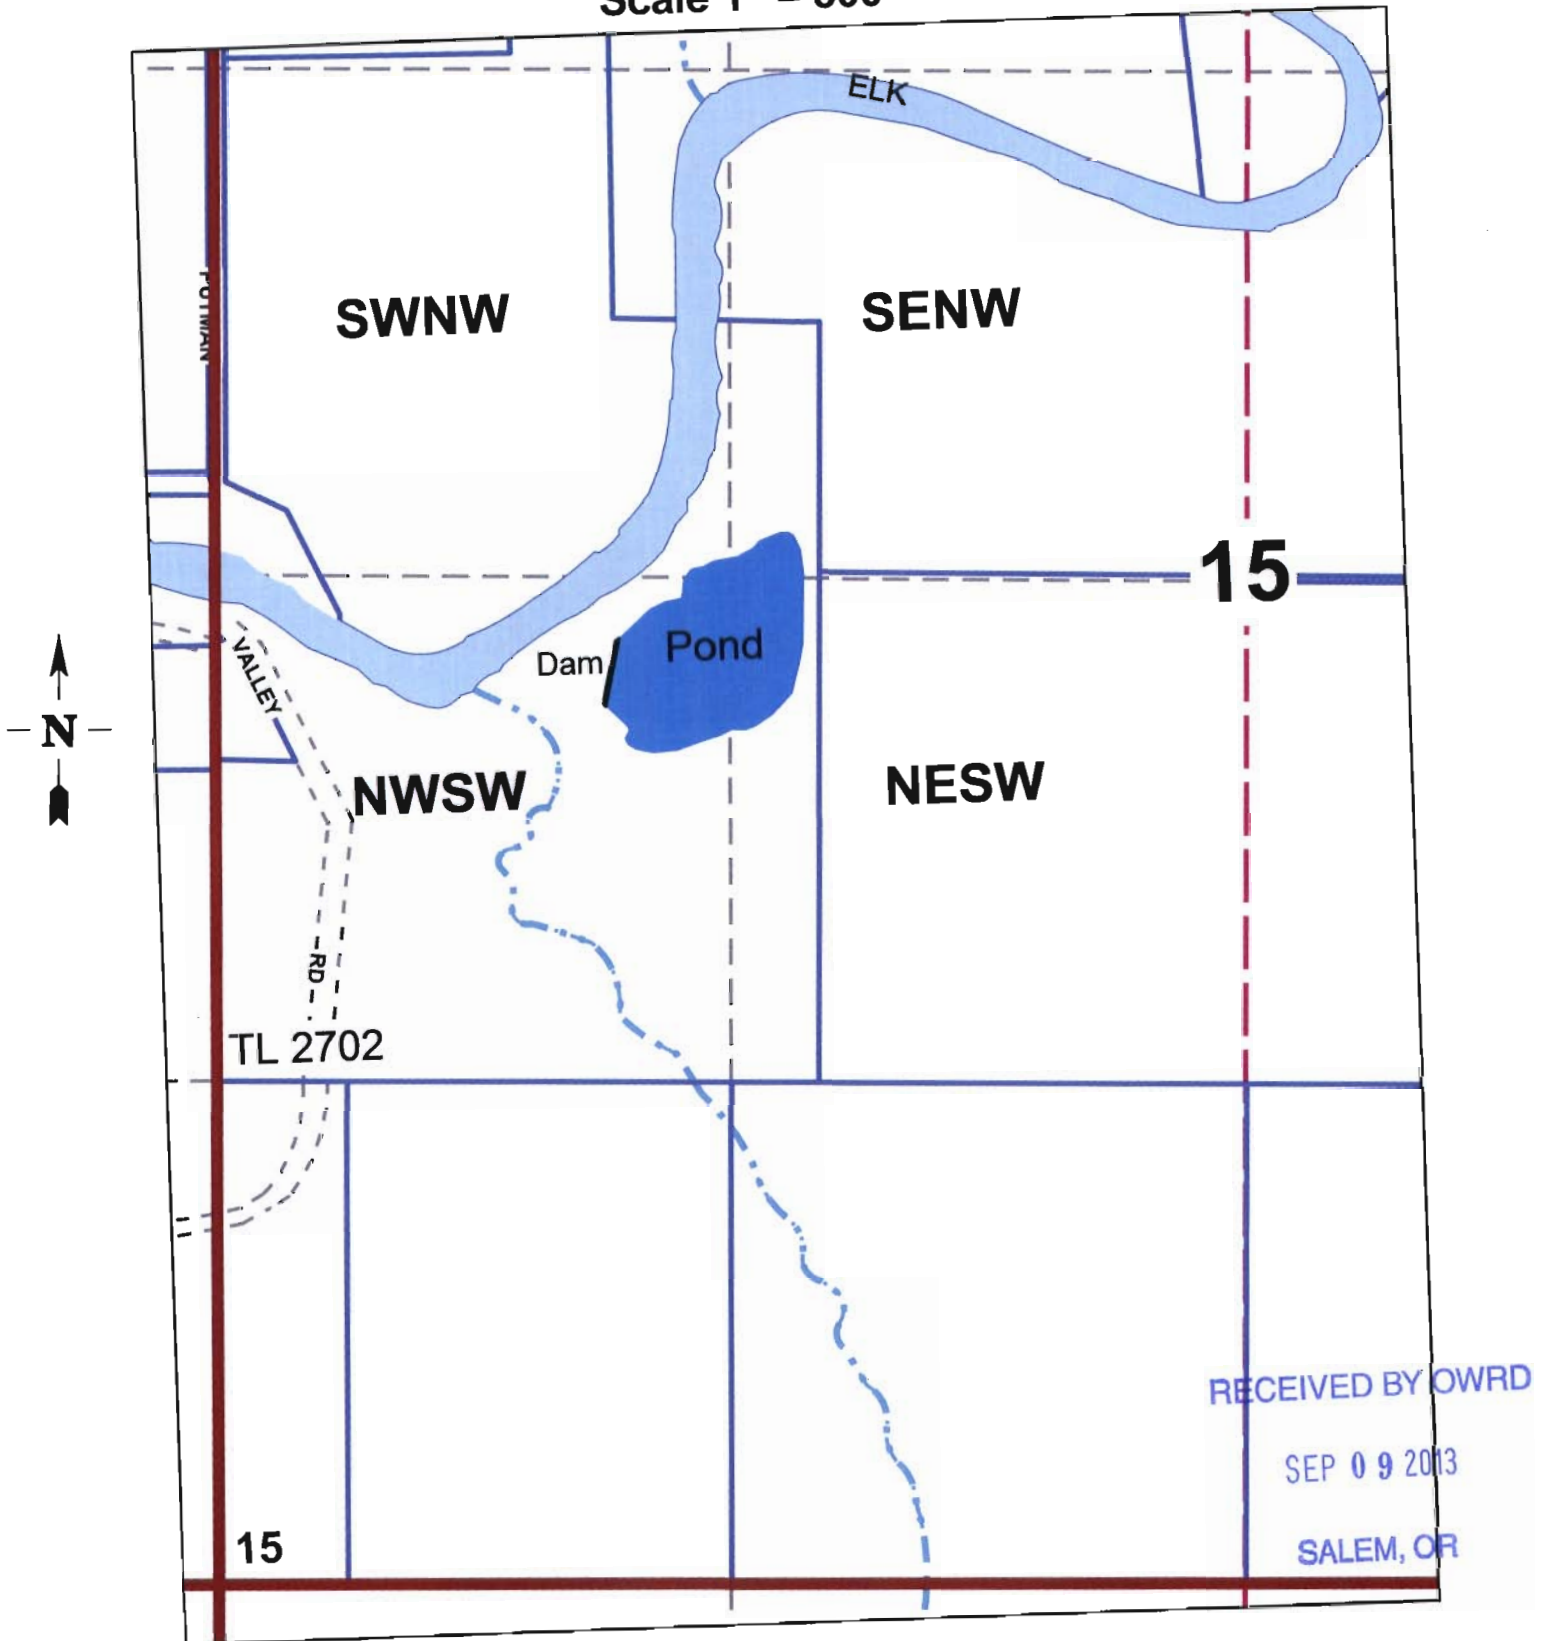 ELK
SWNW
SENW
PUTMAN
15
Pond
Dam
VALLEY
N
NWSW
NESW
RD
TL 2702
RECEIVED BY OWRD
SEP 09 2013
SALEM, OR
15